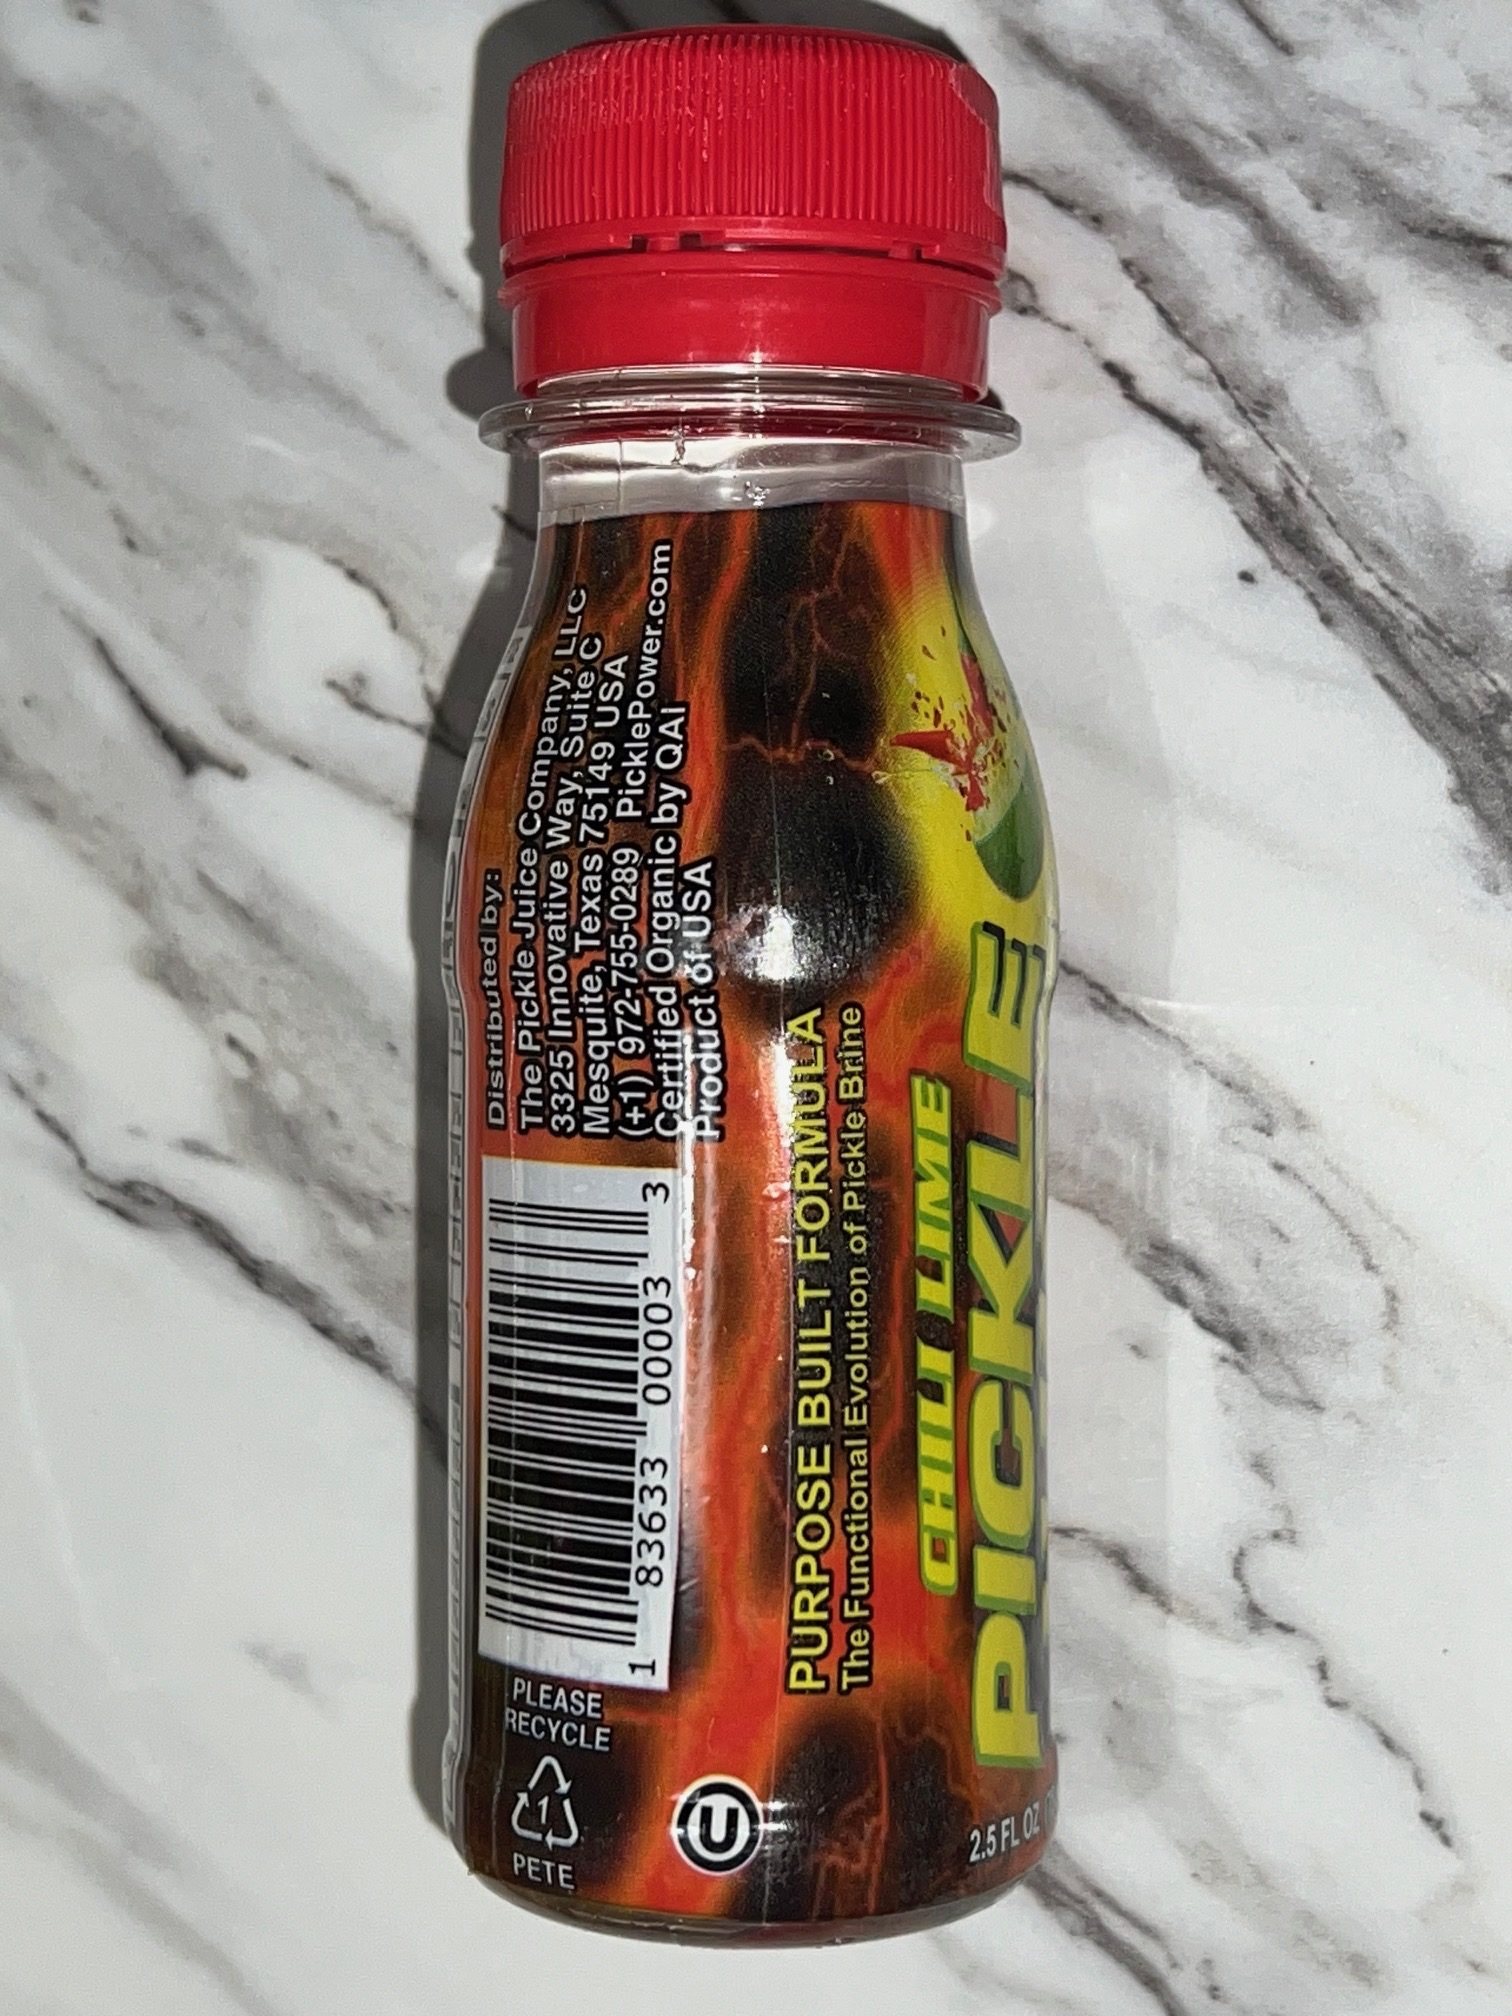 Distributed by:
The Pickle Juice Company, LLC
3325 Innovative Way, Suite C
Mesquite, Texas 75149 USA
(+1) 972-755-0289 PicklePower.com
Certified Organic by QAI
Product of USA
1 83633 00003 3
PLEASE
RECYCLE
1
PETE
U
PURPOSE BUILT FORMULA
The Functional Evolution of Pickle Brine
CHILI LIME
PICKLE
2.5 FL OZ